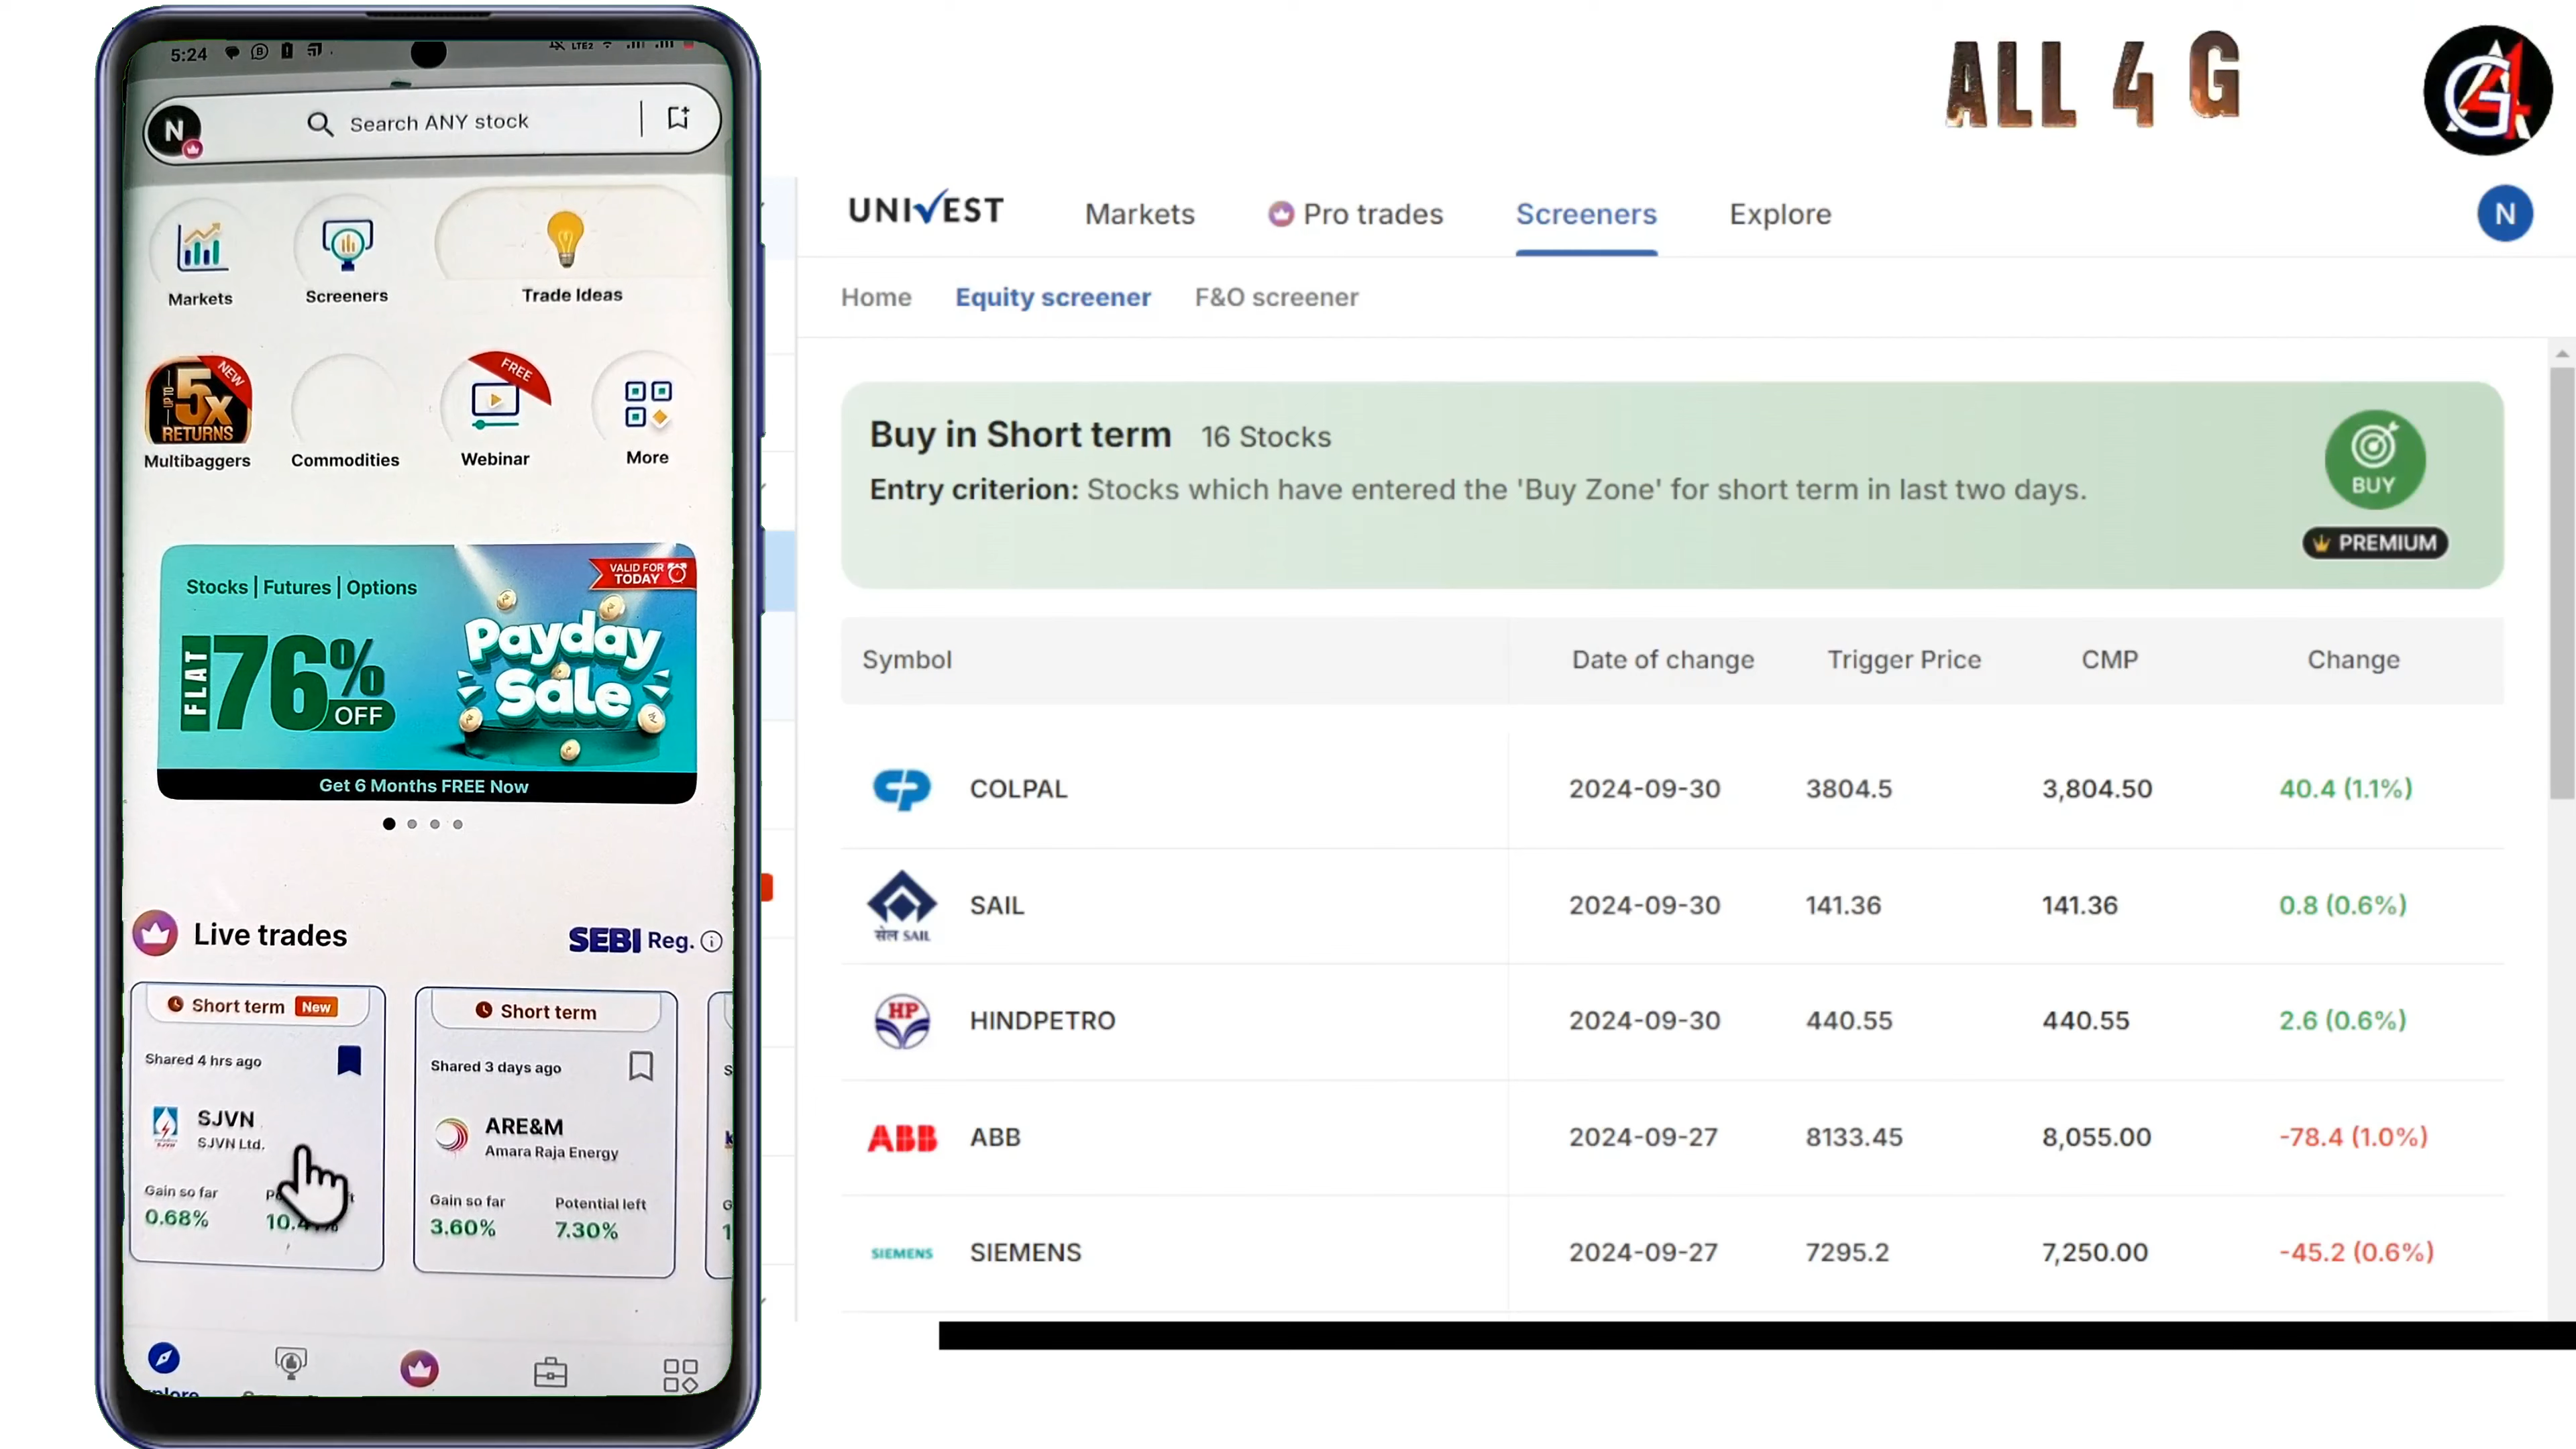 5:24
LTE2
N
Search ANY stock
Markets
Screeners
Trade Ideas
UPTO 5x RETURNS
NEW
FREE
Multibaggers
Commodities
Webinar
More
Stocks | Futures | Options
VALID FOR TODAY
FLAT 76% OFF
Payday
Sale
Get 6 Months FREE Now
Live trades
SEBI Reg.
Short term New
Shared 4 hrs ago
SJVN
SJVN Ltd.
Gain so far
0.68%
Short term
Shared 3 days ago
ARE&M
Amara Raja Energy
Gain so far Potential left
3.60% 7.30%
ALL 4 G
UNIVEST
Markets
Pro trades
Screeners
Explore
N
Home
Equity screener
F&O screener
Buy in Short term 16 Stocks
Entry criterion: Stocks which have entered the 'Buy Zone' for short term in last two days.
BUY
PREMIUM
Symbol Date of change Trigger Price CMP Change
COLPAL 2024-09-30 3804.5 3,804.50 40.4 (1.1%)
सेल SAIL SAIL 2024-09-30 141.36 141.36 0.8 (0.6%)
HP HINDPETRO 2024-09-30 440.55 440.55 2.6 (0.6%)
ABB ABB 2024-09-27 8133.45 8,055.00 -78.4 (1.0%)
SIEMENS SIEMENS 2024-09-27 7295.2 7,250.00 -45.2 (0.6%)